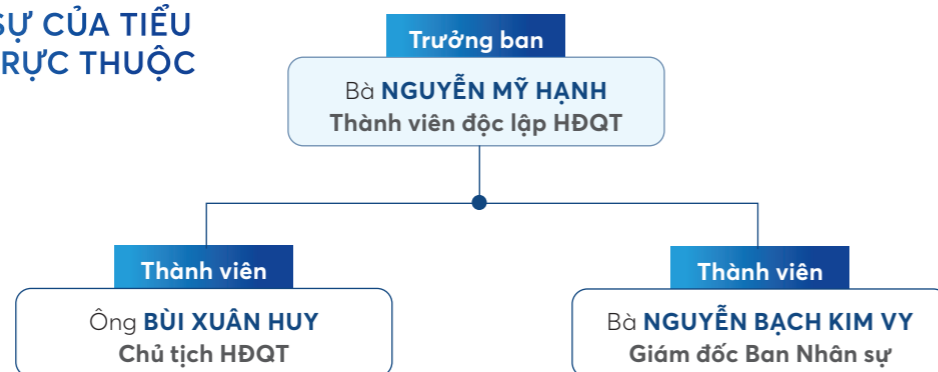 SỰ CỦA TIỂU
TRỰC THUỘC
Trưởng ban
Bà NGUYỄN MỸ HẠNH
Thành viên độc lập HĐQT
Thành viên
Ông BÙI XUÂN HUY
Chủ tịch HĐQT
Thành viên
Bà NGUYỄN BẠCH KIM VY
Giám đốc Ban Nhân sự